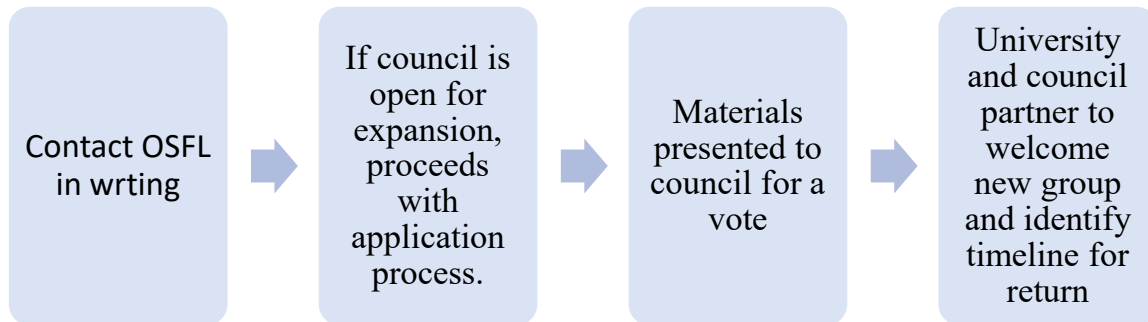 Contact OSFL
in wrting
If council is
open for
expansion,
proceeds
with
application
process.
Materials
presented to
council for a
vote
University
and council
partner to
welcome
new group
and identify
timeline for
return